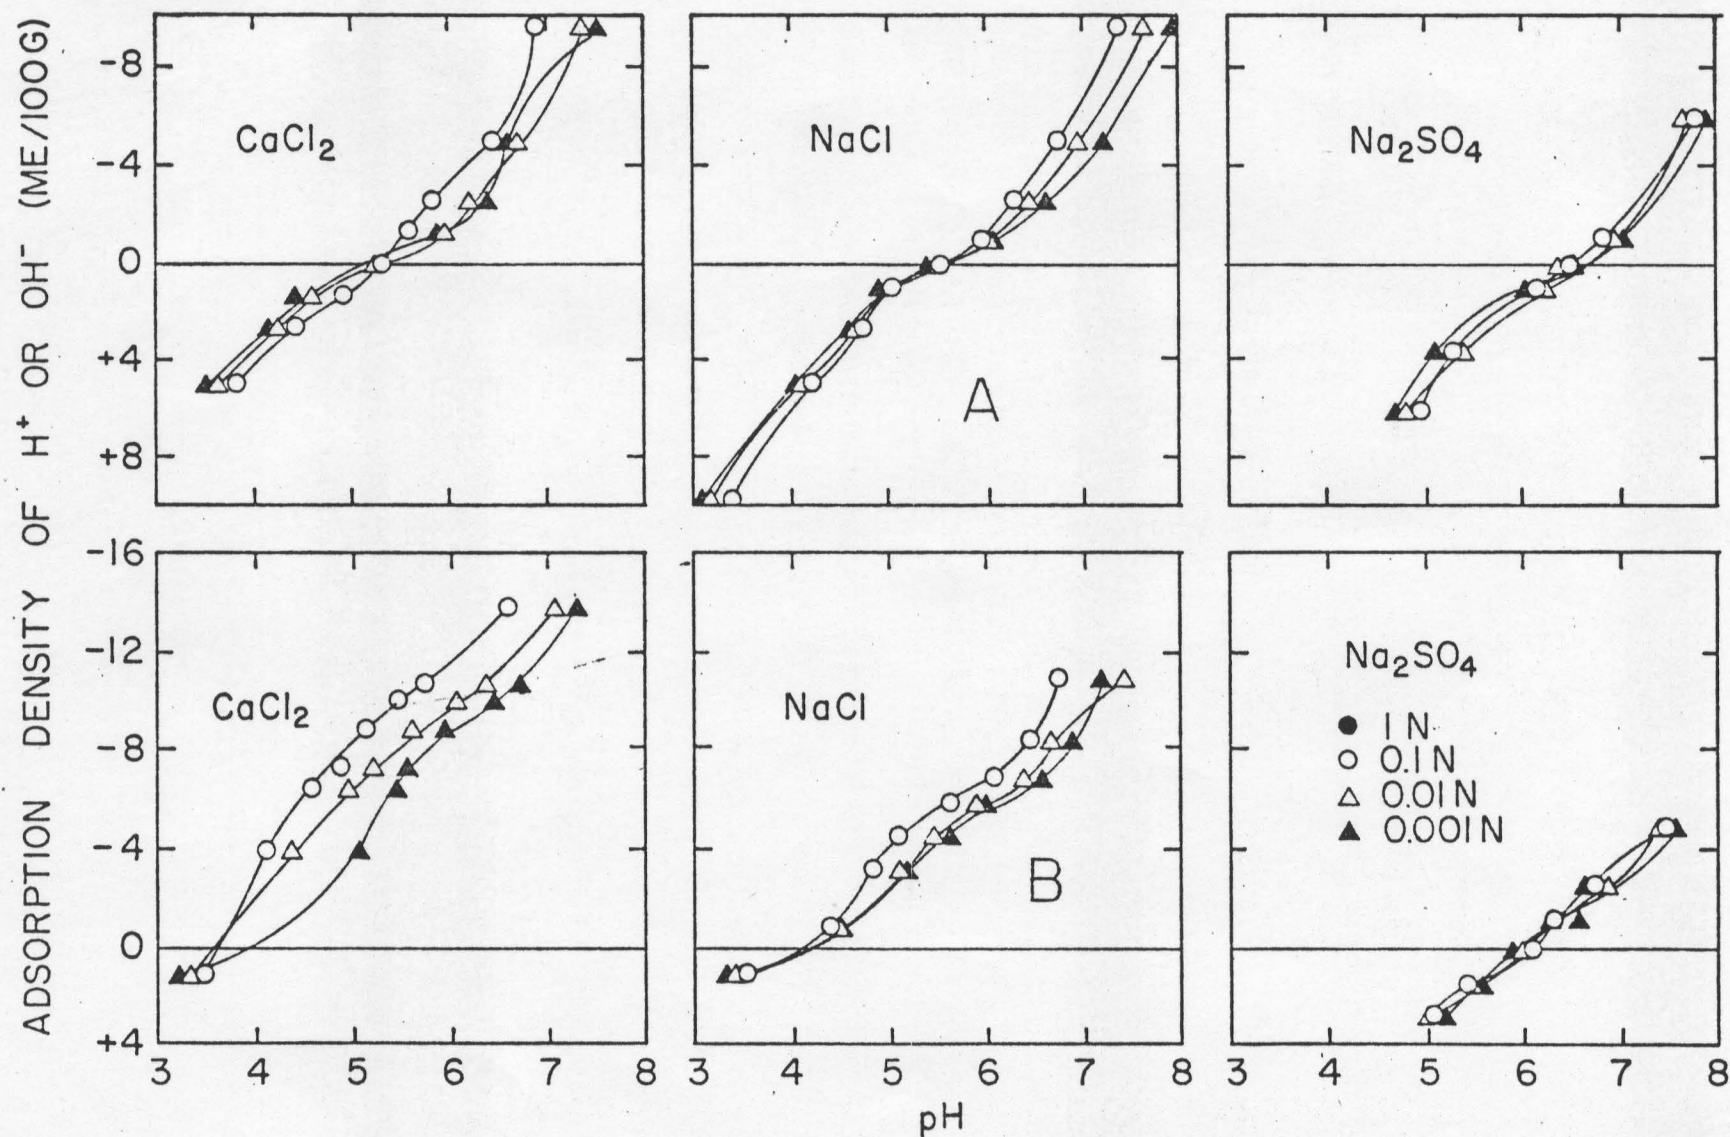 ADSORPTION DENSITY OF H⁺ OR OH⁻ (ME/100G)
-8
-4
0
+4
+8
CaCl₂
NaCl
A
Na₂SO₄
-16
-12
-8
-4
0
+4
CaCl₂
NaCl
B
Na₂SO₄
● 1 N
○ 0.1 N
△ 0.01 N
▲ 0.001 N
3 4 5 6 7 8
3 4 5 6 7 8
3 4 5 6 7 8
pH